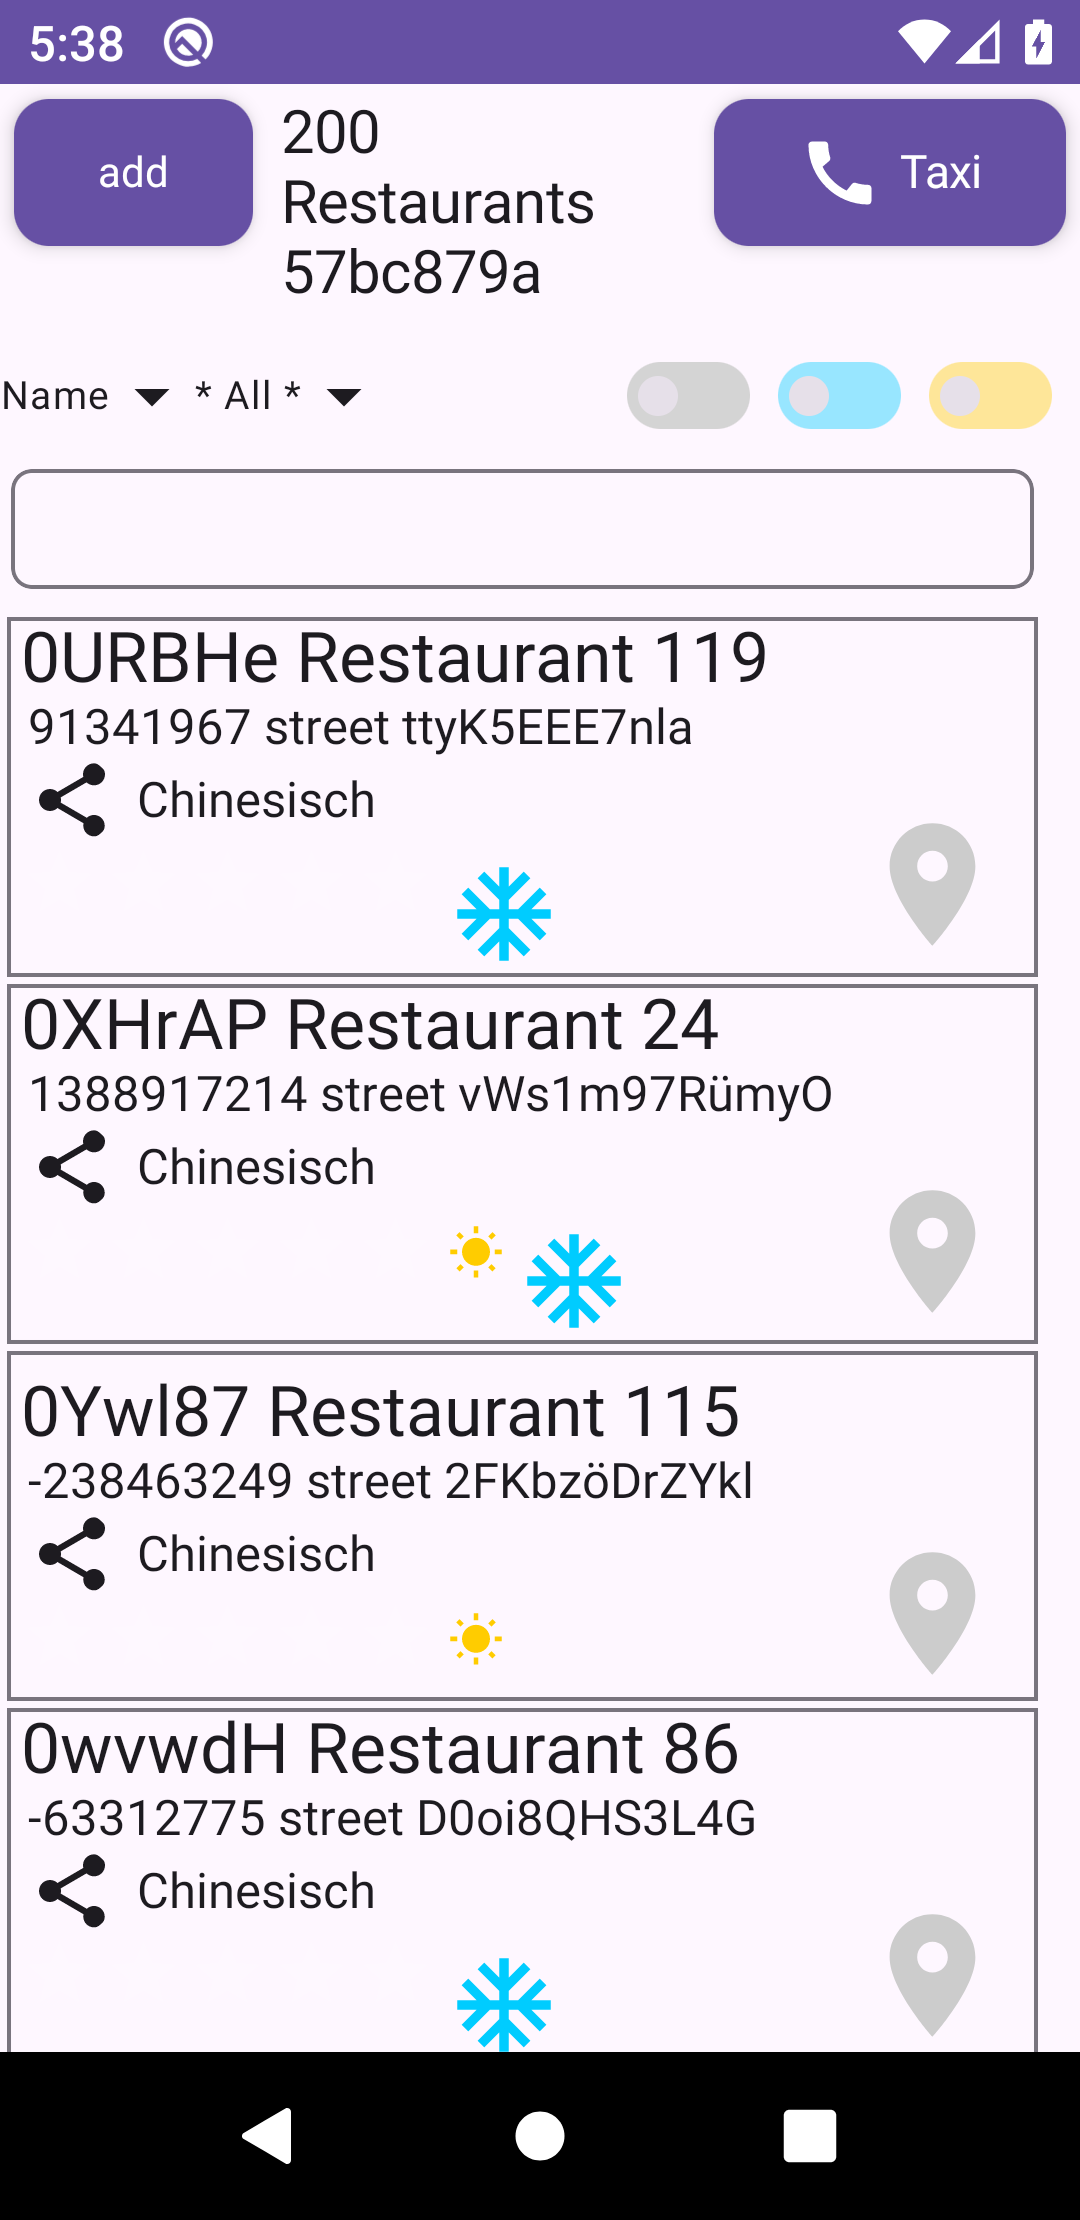 5:38
add
200
Restaurants
57bc879a
Taxi
Name
* All *
0URBHe Restaurant 119
91341967 street ttyK5EEE7nla
Chinesisch
0XHrAP Restaurant 24
1388917214 street vWs1m97RümyO
Chinesisch
0Ywl87 Restaurant 115
-238463249 street 2FKbzöDrZYkl
Chinesisch
0wvwdH Restaurant 86
-63312775 street D0oi8QHS3L4G
Chinesisch